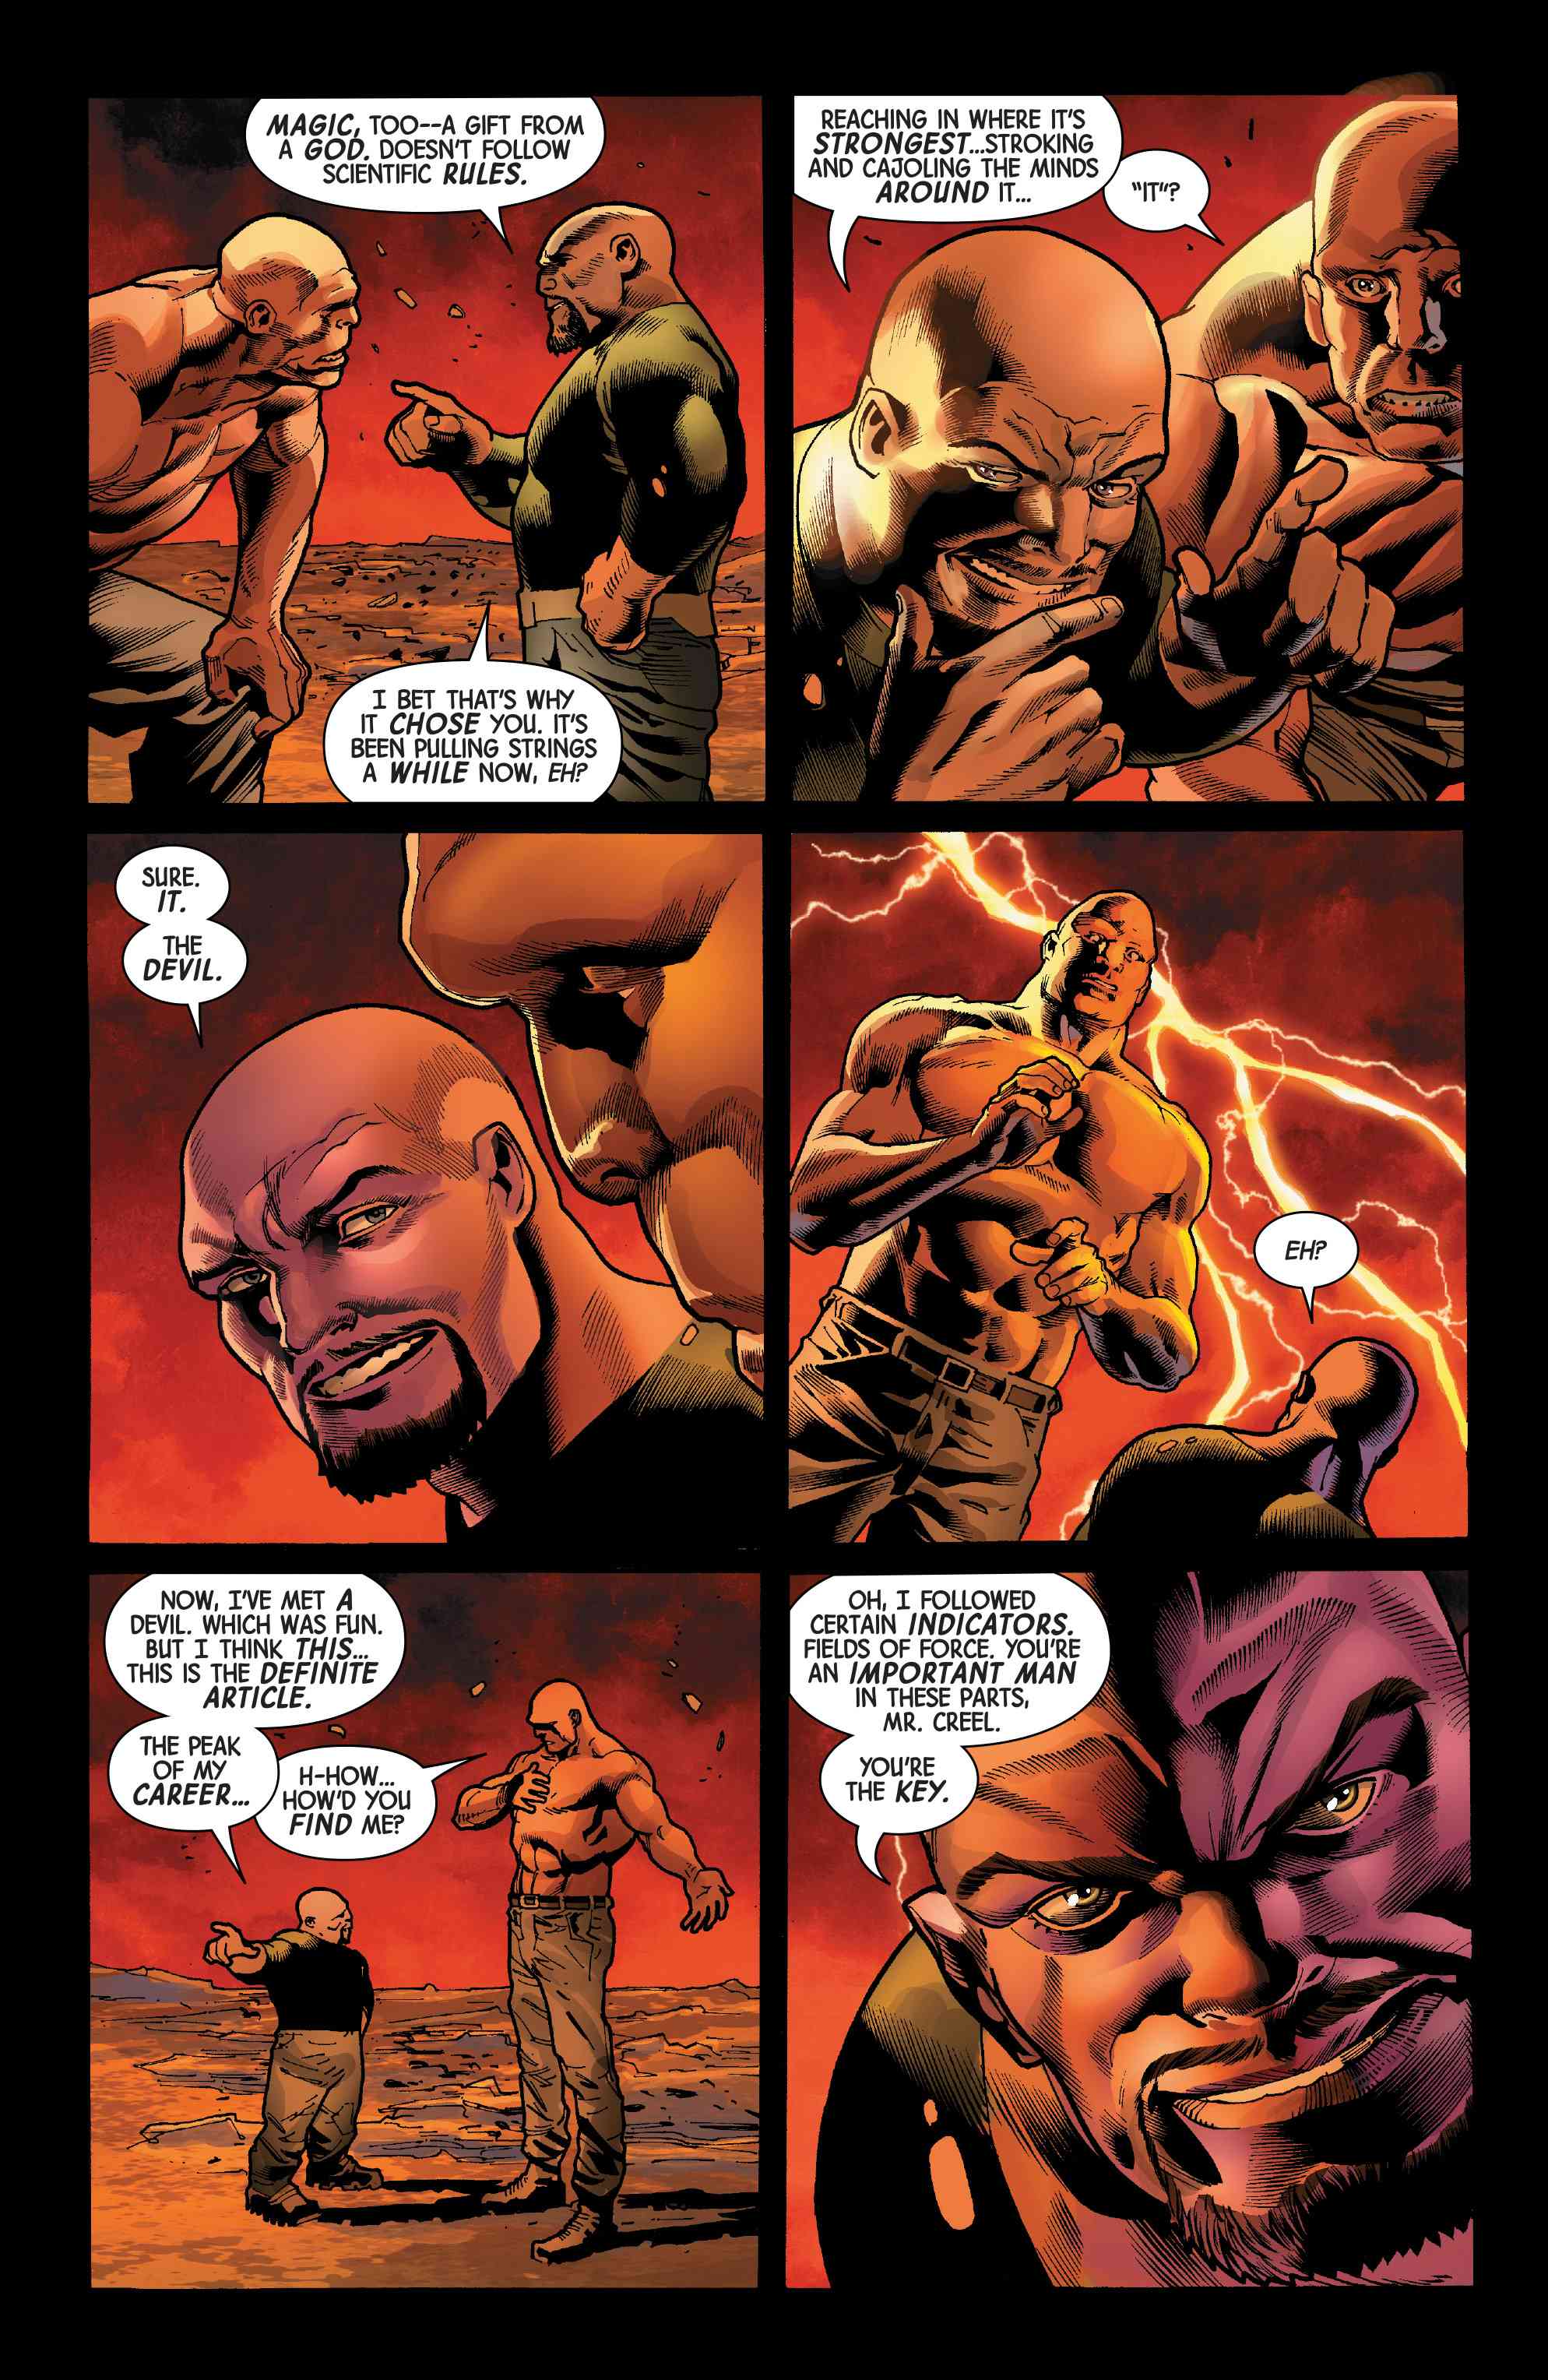 MAGIC, TOO--A GIFT FROM
A GOD. DOESN'T FOLLOW
SCIENTIFIC RULES.
I BET THAT'S WHY
IT CHOSE YOU. IT'S
BEEN PULLING STRINGS
A WHILE NOW, EH?
REACHING IN WHERE IT'S
STRONGEST...STROKING
AND CAJOLING THE MINDS
AROUND IT...
"IT"?
SURE.
IT.
THE
DEVIL.
EH?
NOW, I'VE MET A
DEVIL. WHICH WAS FUN.
BUT I THINK THIS...
THIS IS THE DEFINITE
ARTICLE.
THE PEAK
OF MY
CAREER...
H-HOW...
HOW'D YOU
FIND ME?
OH, I FOLLOWED
CERTAIN INDICATORS.
FIELDS OF FORCE. YOU'RE
AN IMPORTANT MAN
IN THESE PARTS,
MR. CREEL.
YOU'RE
THE KEY.